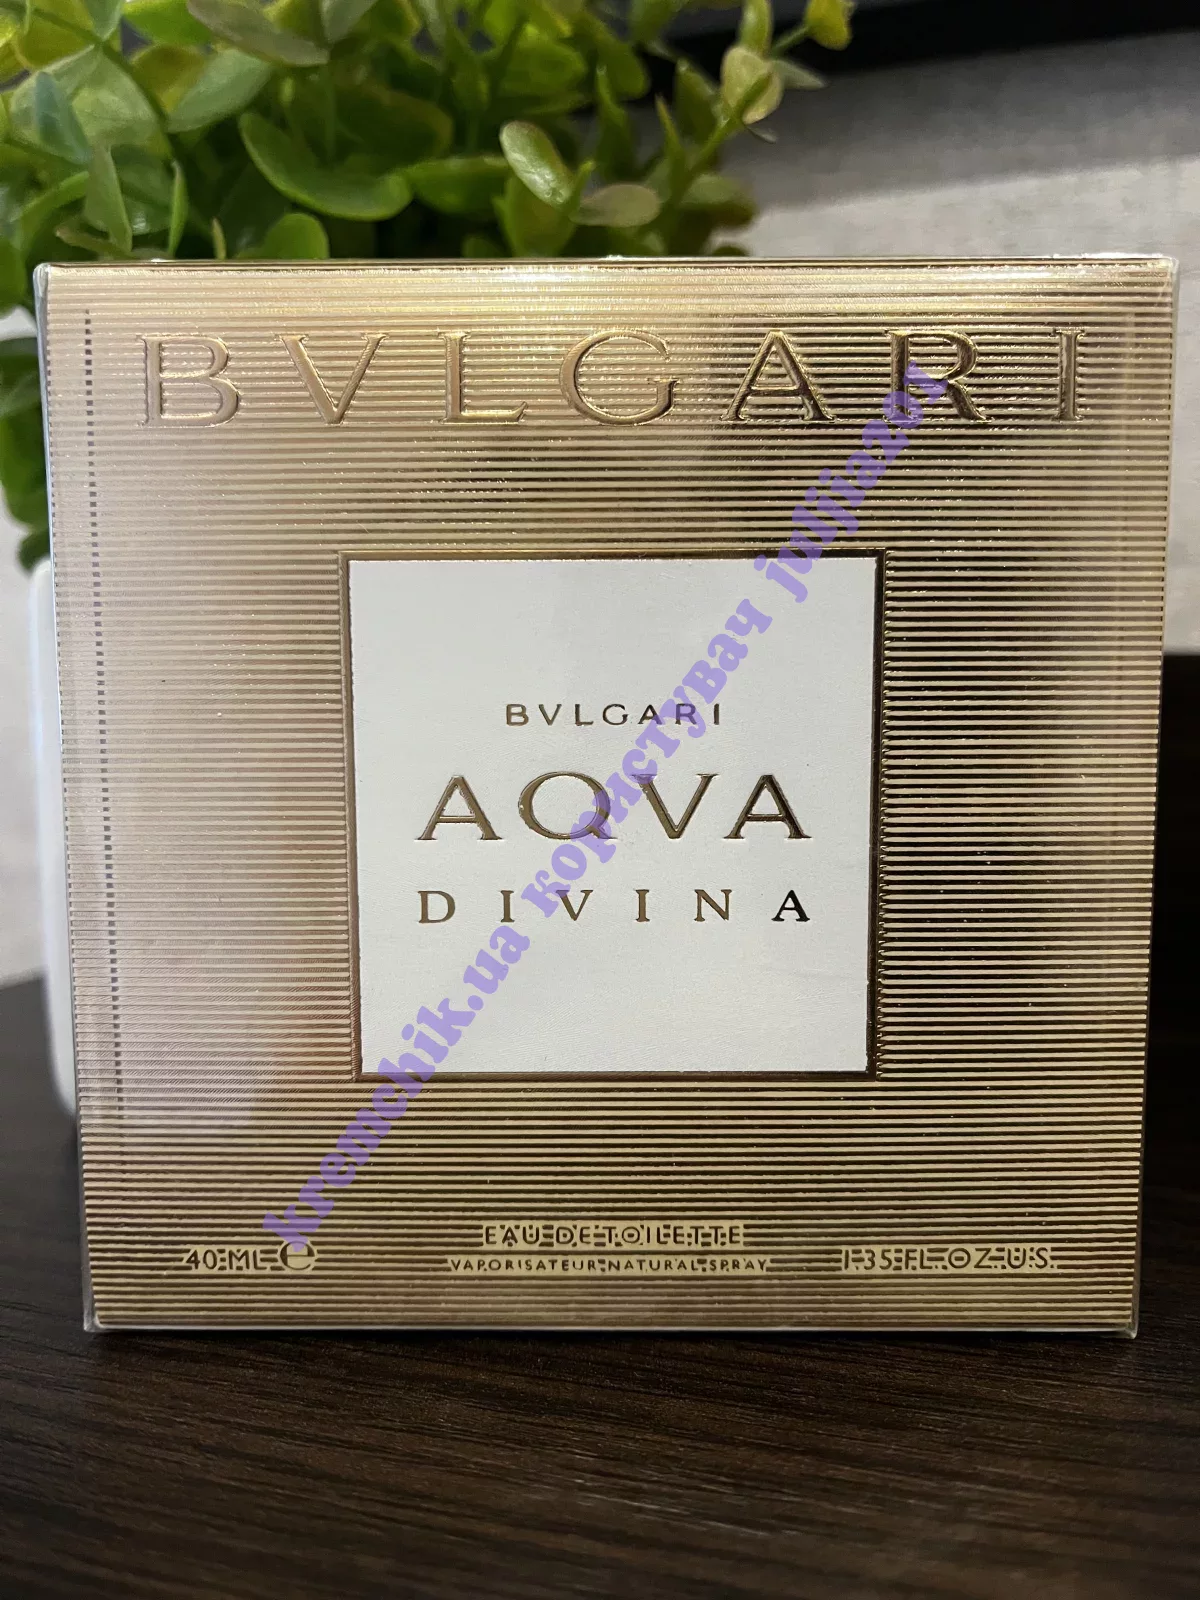 BVLGARI
BVLGARI
AQVA
DIVINA
kremchik.ua користувач juljia201
EAU DE TOILETTE
40 ML e VAPORISATEUR NATURAL SPRAY 1.35 FL. OZ U.S.